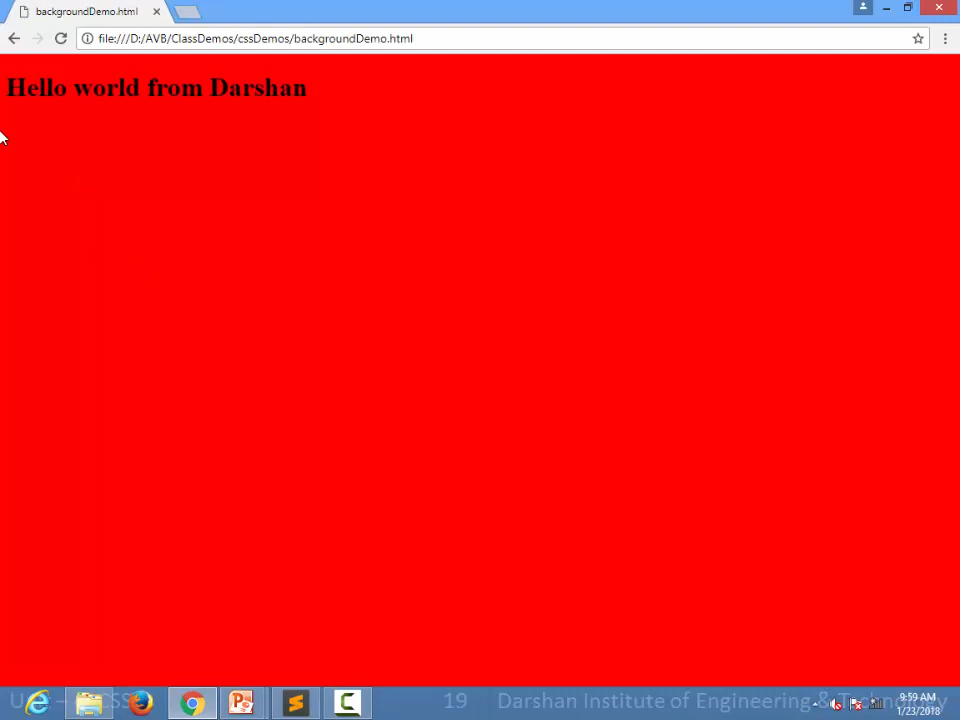 backgroundDemo.html
file:///D:/AVB/ClassDemos/cssDemos/backgroundDemo.html
Hello world from Darshan
19 Darshan Institute of Engineering & Technology
9:59 AM
1/23/2018